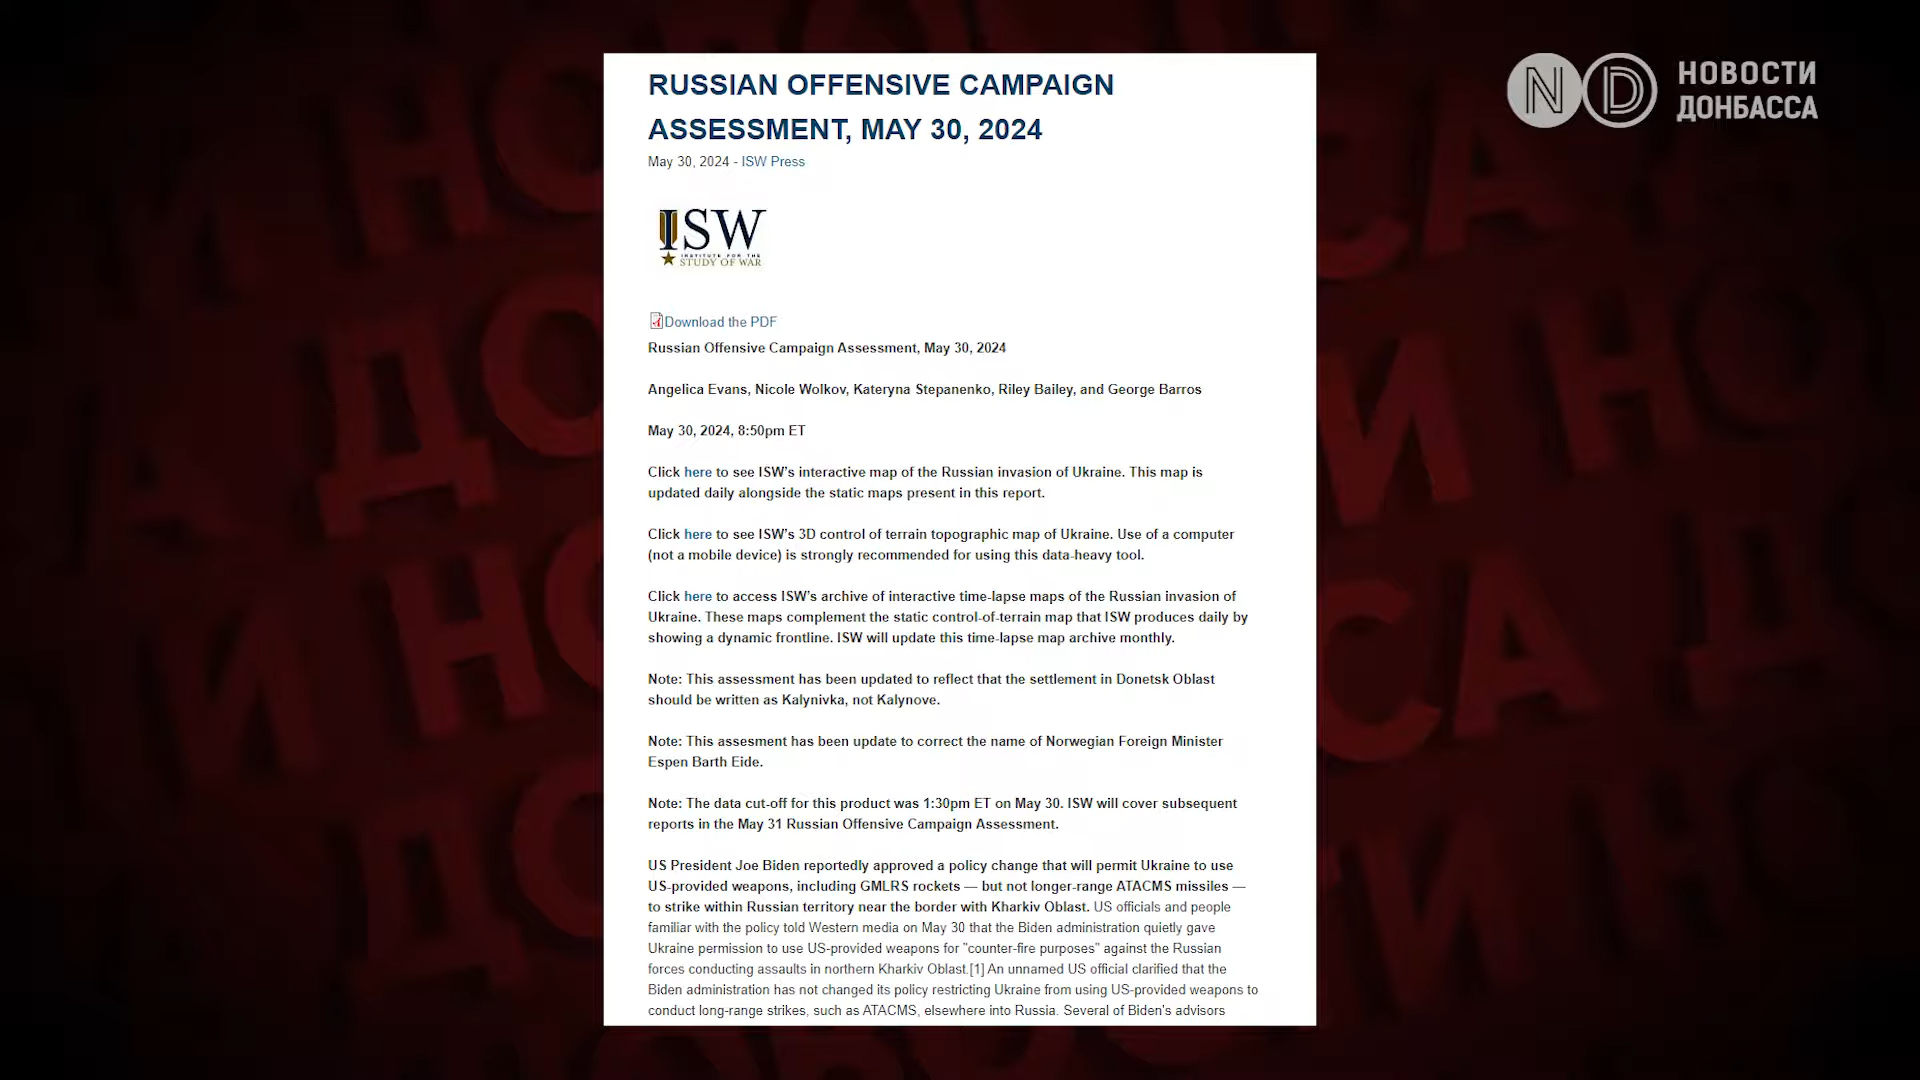 RUSSIAN OFFENSIVE CAMPAIGN
ASSESSMENT, MAY 30, 2024
May 30, 2024 - ISW Press
ISW
INSTITUTE FOR THE
STUDY OF WAR
Download the PDF
Russian Offensive Campaign Assessment, May 30, 2024
Angelica Evans, Nicole Wolkov, Kateryna Stepanenko, Riley Bailey, and George Barros
May 30, 2024, 8:50pm ET
Click here to see ISW’s interactive map of the Russian invasion of Ukraine. This map is
updated daily alongside the static maps present in this report.
Click here to see ISW’s 3D control of terrain topographic map of Ukraine. Use of a computer
(not a mobile device) is strongly recommended for using this data-heavy tool.
Click here to access ISW’s archive of interactive time-lapse maps of the Russian invasion of
Ukraine. These maps complement the static control-of-terrain map that ISW produces daily by
showing a dynamic frontline. ISW will update this time-lapse map archive monthly.
Note: This assessment has been updated to reflect that the settlement in Donetsk Oblast
should be written as Kalynivka, not Kalynove.
Note: This assesment has been update to correct the name of Norwegian Foreign Minister
Espen Barth Eide.
Note: The data cut-off for this product was 1:30pm ET on May 30. ISW will cover subsequent
reports in the May 31 Russian Offensive Campaign Assessment.
US President Joe Biden reportedly approved a policy change that will permit Ukraine to use
US-provided weapons, including GMLRS rockets — but not longer-range ATACMS missiles —
to strike within Russian territory near the border with Kharkiv Oblast. US officials and people
familiar with the policy told Western media on May 30 that the Biden administration quietly gave
Ukraine permission to use US-provided weapons for "counter-fire purposes" against the Russian
forces conducting assaults in northern Kharkiv Oblast.[1] An unnamed US official clarified that the
Biden administration has not changed its policy restricting Ukraine from using US-provided weapons to
conduct long-range strikes, such as ATACMS, elsewhere into Russia. Several of Biden's advisors
ND
НОВОСТИ
ДОНБАССА